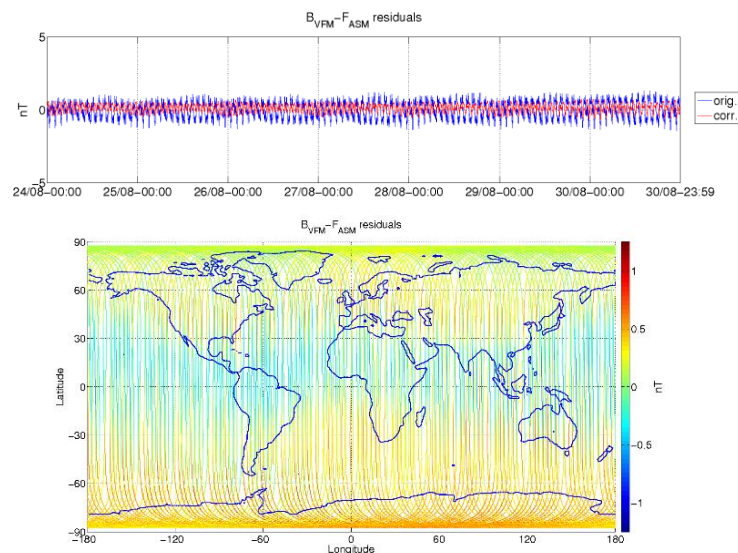 B_VFM−F_ASM residuals
5
0
−5
nT
24/08−00:00 25/08−00:00 26/08−00:00 27/08−00:00 28/08−00:00 29/08−00:00 30/08−00:00 30/08−23:59
orig.
corr.
B_VFM−F_ASM residuals
90
60
30
0
−30
−60
−90
Latitude
−180 −120 −60 0 60 120 180
Longitude
1
0.5
0
−0.5
−1
nT